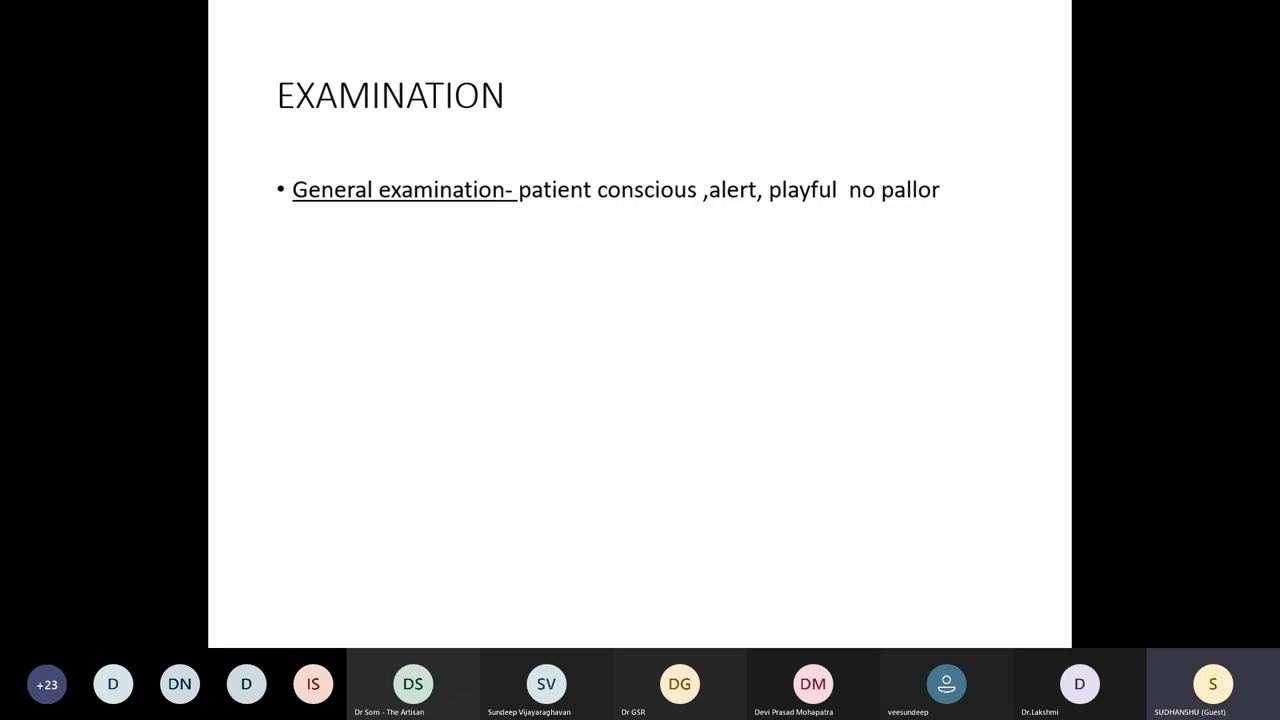 EXAMINATION
• General examination- patient conscious ,alert, playful  no pallor
+23
D
DN
D
IS
DS
SV
DG
DM
D
S
Dr Som - The Artisan
Sundeep Vijayaraghavan
Dr GSR
Devi Prasad Mohapatra
veesundeep
Dr.Lakshmi
SUDHANSHU (Guest)